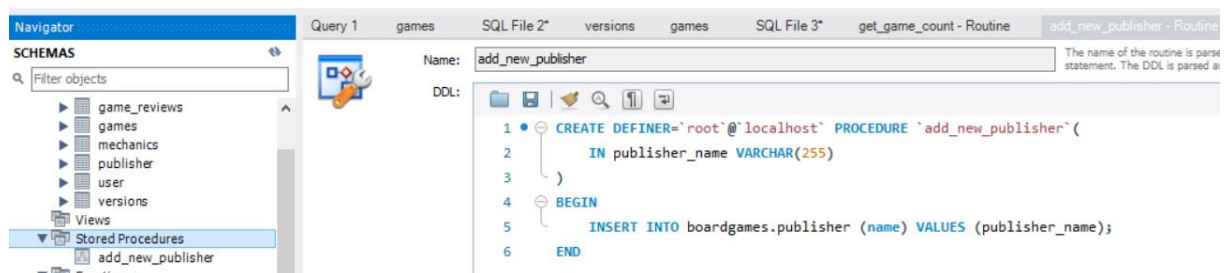 Navigator
SCHEMAS
Filter objects
game_reviews
games
mechanics
publisher
user
versions
Views
Stored Procedures
add_new_publisher
Query 1 games SQL File 2* versions games SQL File 3* get_game_count - Routine add_new_publisher - Routine
Name: add_new_publisher
The name of the routine is parse
statement. The DDL is parsed a
DDL:
1 CREATE DEFINER=`root`@`localhost` PROCEDURE `add_new_publisher`(
2 IN publisher_name VARCHAR(255)
3 )
4 BEGIN
5 INSERT INTO boardgames.publisher (name) VALUES (publisher_name);
6 END